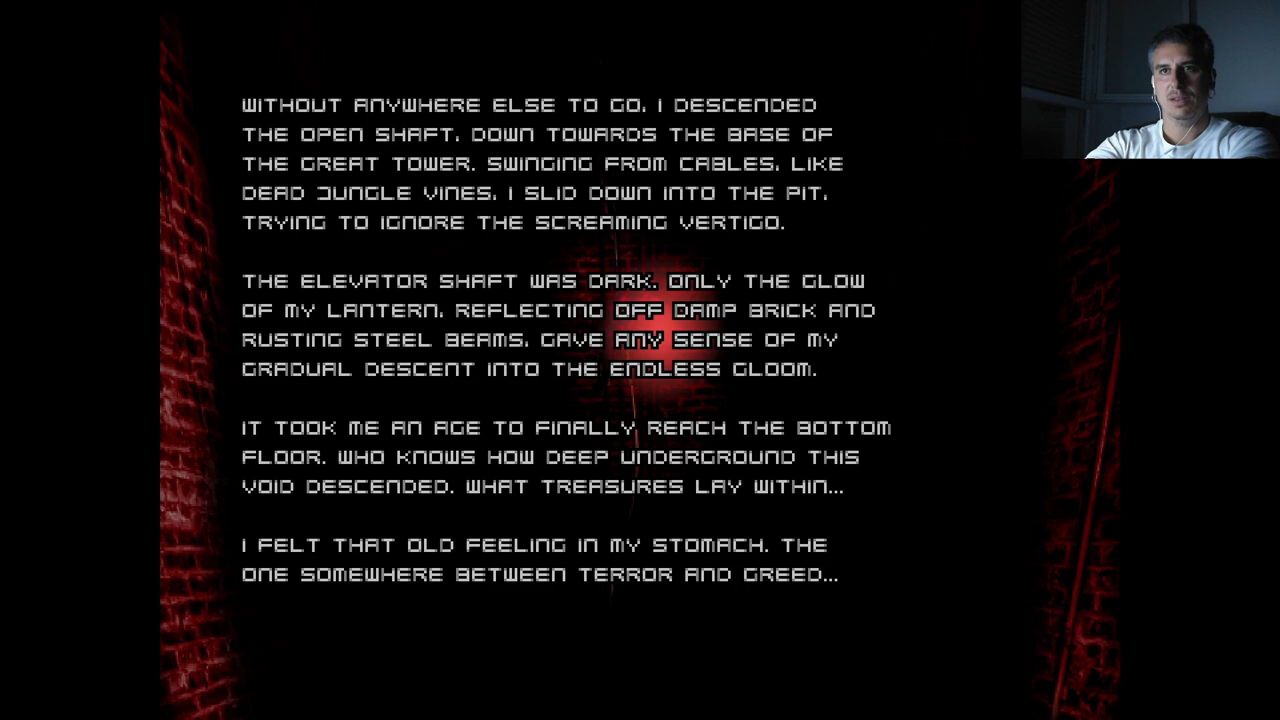 WITHOUT ANYWHERE ELSE TO GO, I DESCENDED
THE OPEN SHAFT, DOWN TOWARDS THE BASE OF
THE GREAT TOWER. SWINGING FROM CABLES, LIKE
DEAD JUNGLE VINES, I SLID DOWN INTO THE PIT,
TRYING TO IGNORE THE SCREAMING VERTIGO.
THE ELEVATOR SHAFT WAS DARK. ONLY THE GLOW
OF MY LANTERN, REFLECTING OFF DAMP BRICK AND
RUSTING STEEL BEAMS, GAVE ANY SENSE OF MY
GRADUAL DESCENT INTO THE ENDLESS GLOOM.
IT TOOK ME AN AGE TO FINALLY REACH THE BOTTOM
FLOOR. WHO KNOWS HOW DEEP UNDERGROUND THIS
VOID DESCENDED. WHAT TREASURES LAY WITHIN...
I FELT THAT OLD FEELING IN MY STOMACH. THE
ONE SOMEWHERE BETWEEN TERROR AND GREED...